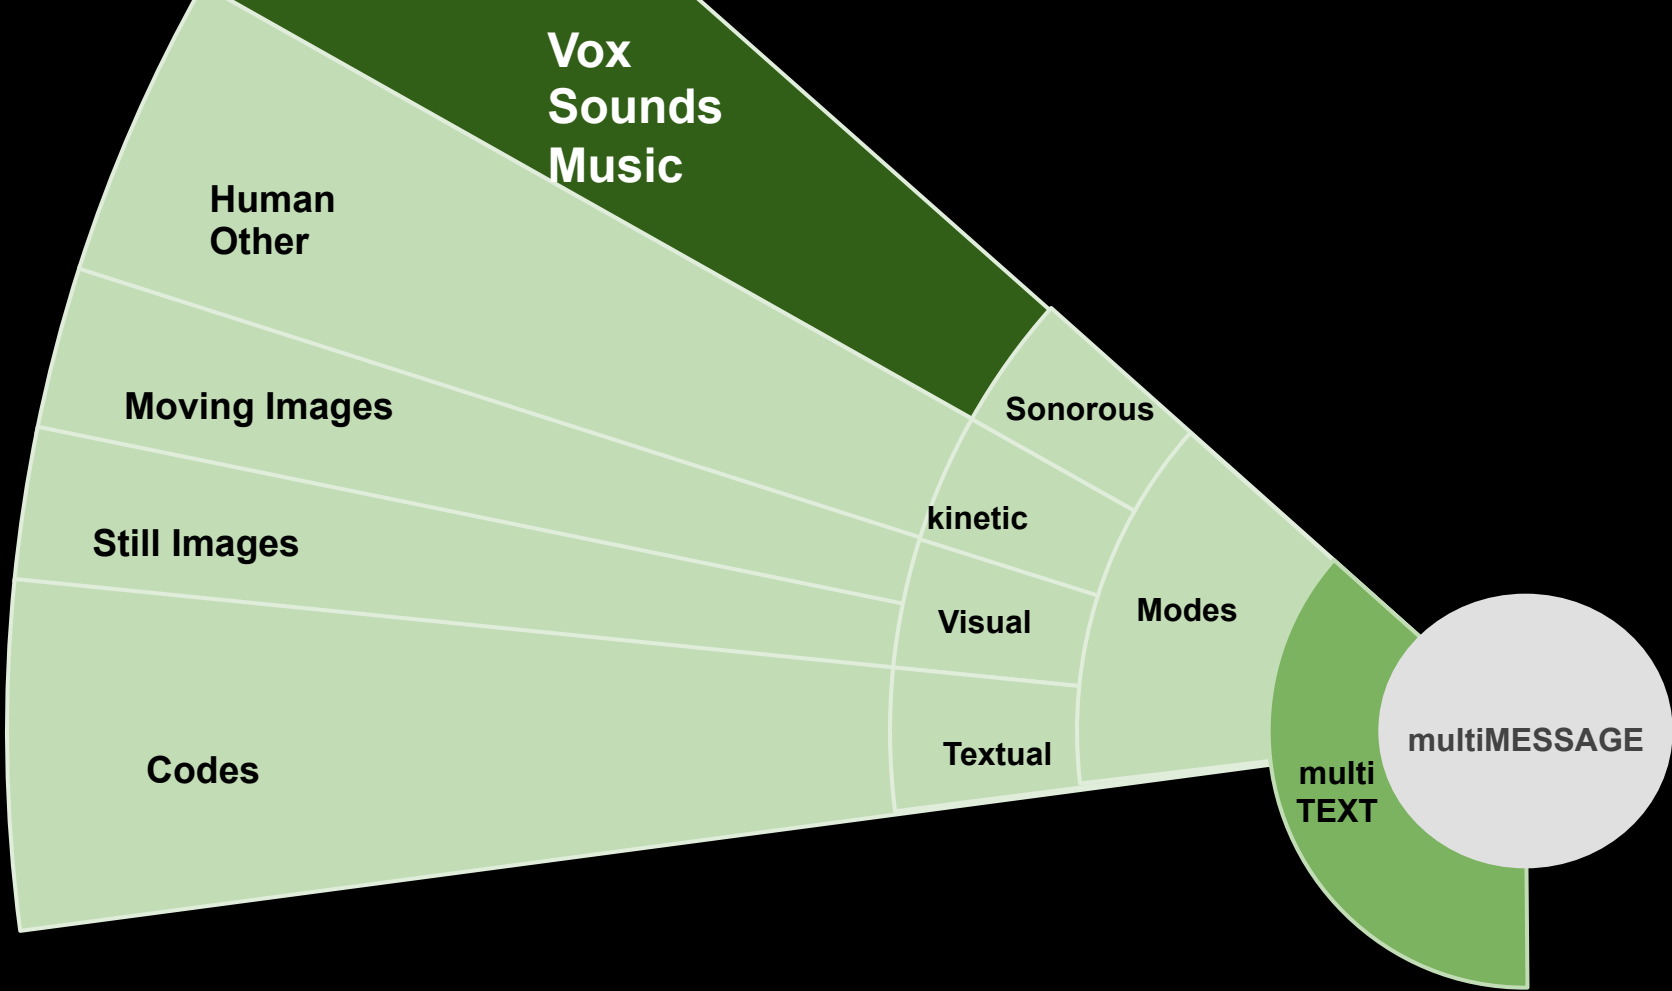 Vox
Sounds
Music
Human
Other
Moving Images
Still Images
Codes
Sonorous
kinetic
Visual
Textual
Modes
multi
TEXT
multiMESSAGE